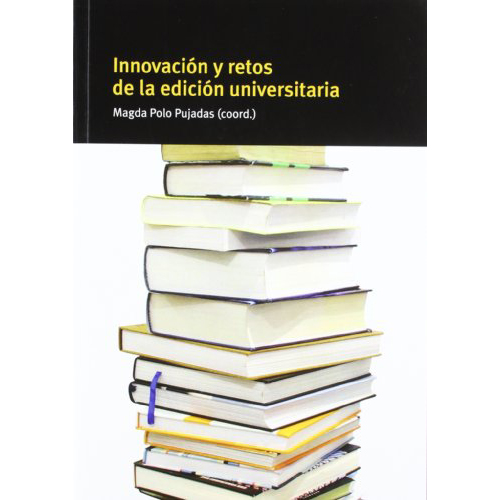 Innovación y retos
de la edición universitaria
Magda Polo Pujadas (coord.)